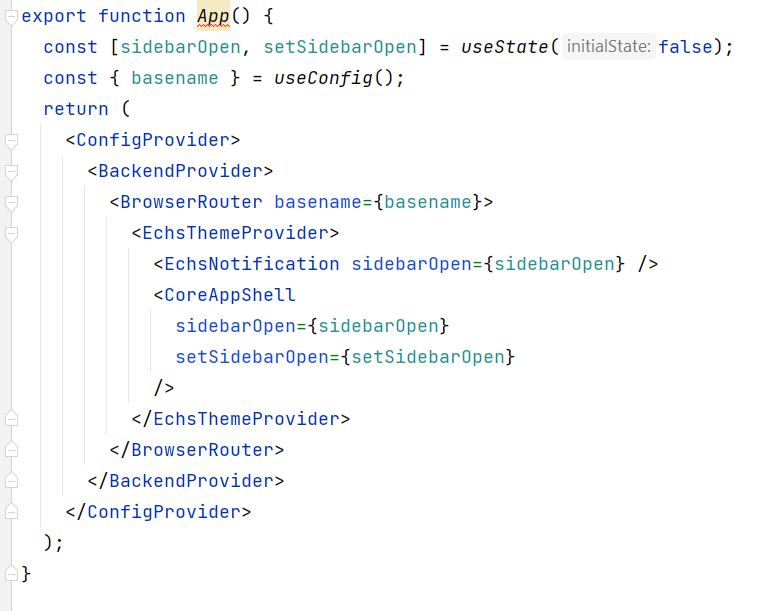 export function App() {
const [sidebarOpen, setSidebarOpen] = useState( initialState: false);
const { basename } = useConfig();
return (
<ConfigProvider>
<BackendProvider>
<BrowserRouter basename={basename}>
<EchsThemeProvider>
<EchsNotification sidebarOpen={sidebarOpen} />
<CoreAppShell
sidebarOpen={sidebarOpen}
setSidebarOpen={setSidebarOpen}
/>
</EchsThemeProvider>
</BrowserRouter>
</BackendProvider>
</ConfigProvider>
);
}